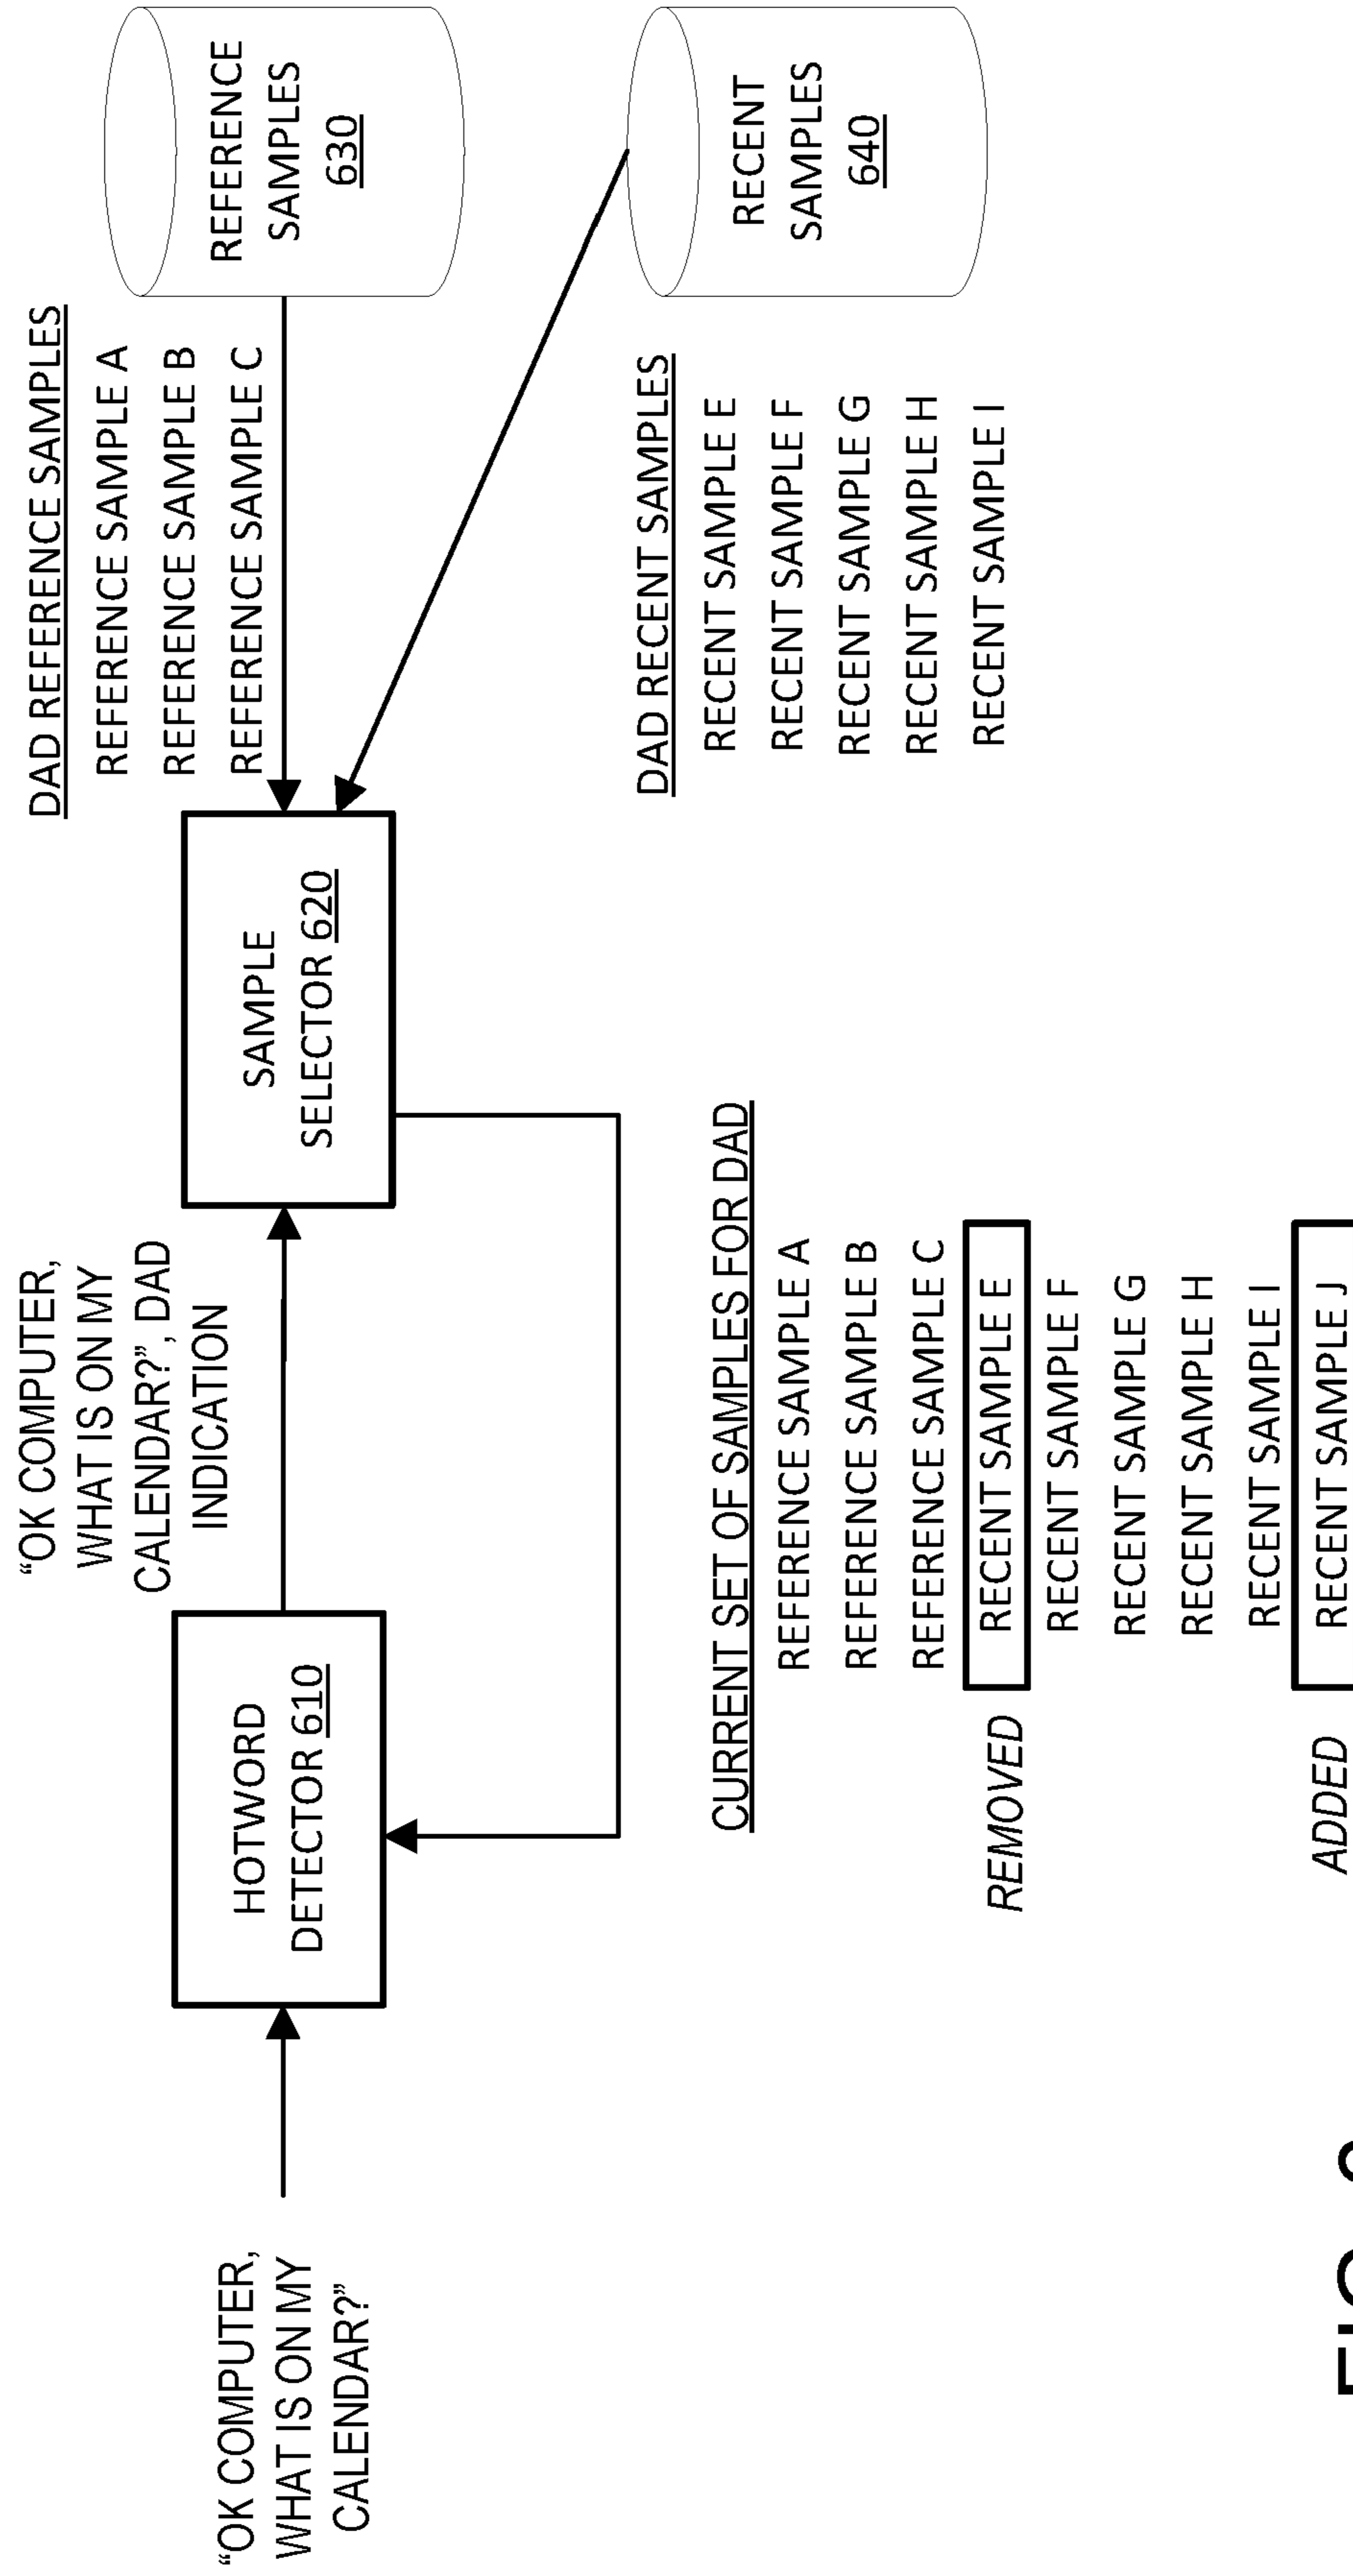 "OK COMPUTER,
WHAT IS ON MY
CALENDAR?"
HOTWORD
DETECTOR 610
"OK COMPUTER,
WHAT IS ON MY
CALENDAR?", DAD
INDICATION
SAMPLE
SELECTOR 620
DAD REFERENCE SAMPLES
REFERENCE SAMPLE A
REFERENCE SAMPLE B
REFERENCE SAMPLE C
REFERENCE
SAMPLES
630
RECENT
SAMPLES
640
DAD RECENT SAMPLES
RECENT SAMPLE E
RECENT SAMPLE F
RECENT SAMPLE G
RECENT SAMPLE H
RECENT SAMPLE I
CURRENT SET OF SAMPLES FOR DAD
REFERENCE SAMPLE A
REFERENCE SAMPLE B
REFERENCE SAMPLE C
REMOVED RECENT SAMPLE E
RECENT SAMPLE F
RECENT SAMPLE G
RECENT SAMPLE H
RECENT SAMPLE I
ADDED RECENT SAMPLE J